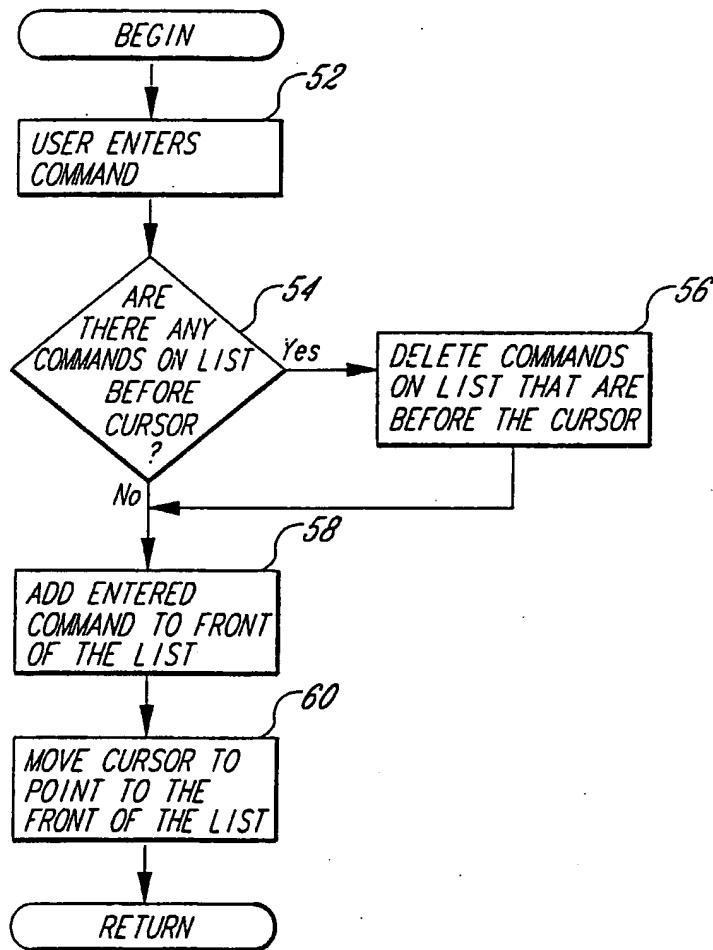 BEGIN
52
USER ENTERS
COMMAND
54
ARE
THERE ANY
COMMANDS ON LIST
BEFORE
CURSOR
?
Yes
56
DELETE COMMANDS
ON LIST THAT ARE
BEFORE THE CURSOR
No
58
ADD ENTERED
COMMAND TO FRONT
OF THE LIST
60
MOVE CURSOR TO
POINT TO THE
FRONT OF THE LIST
RETURN